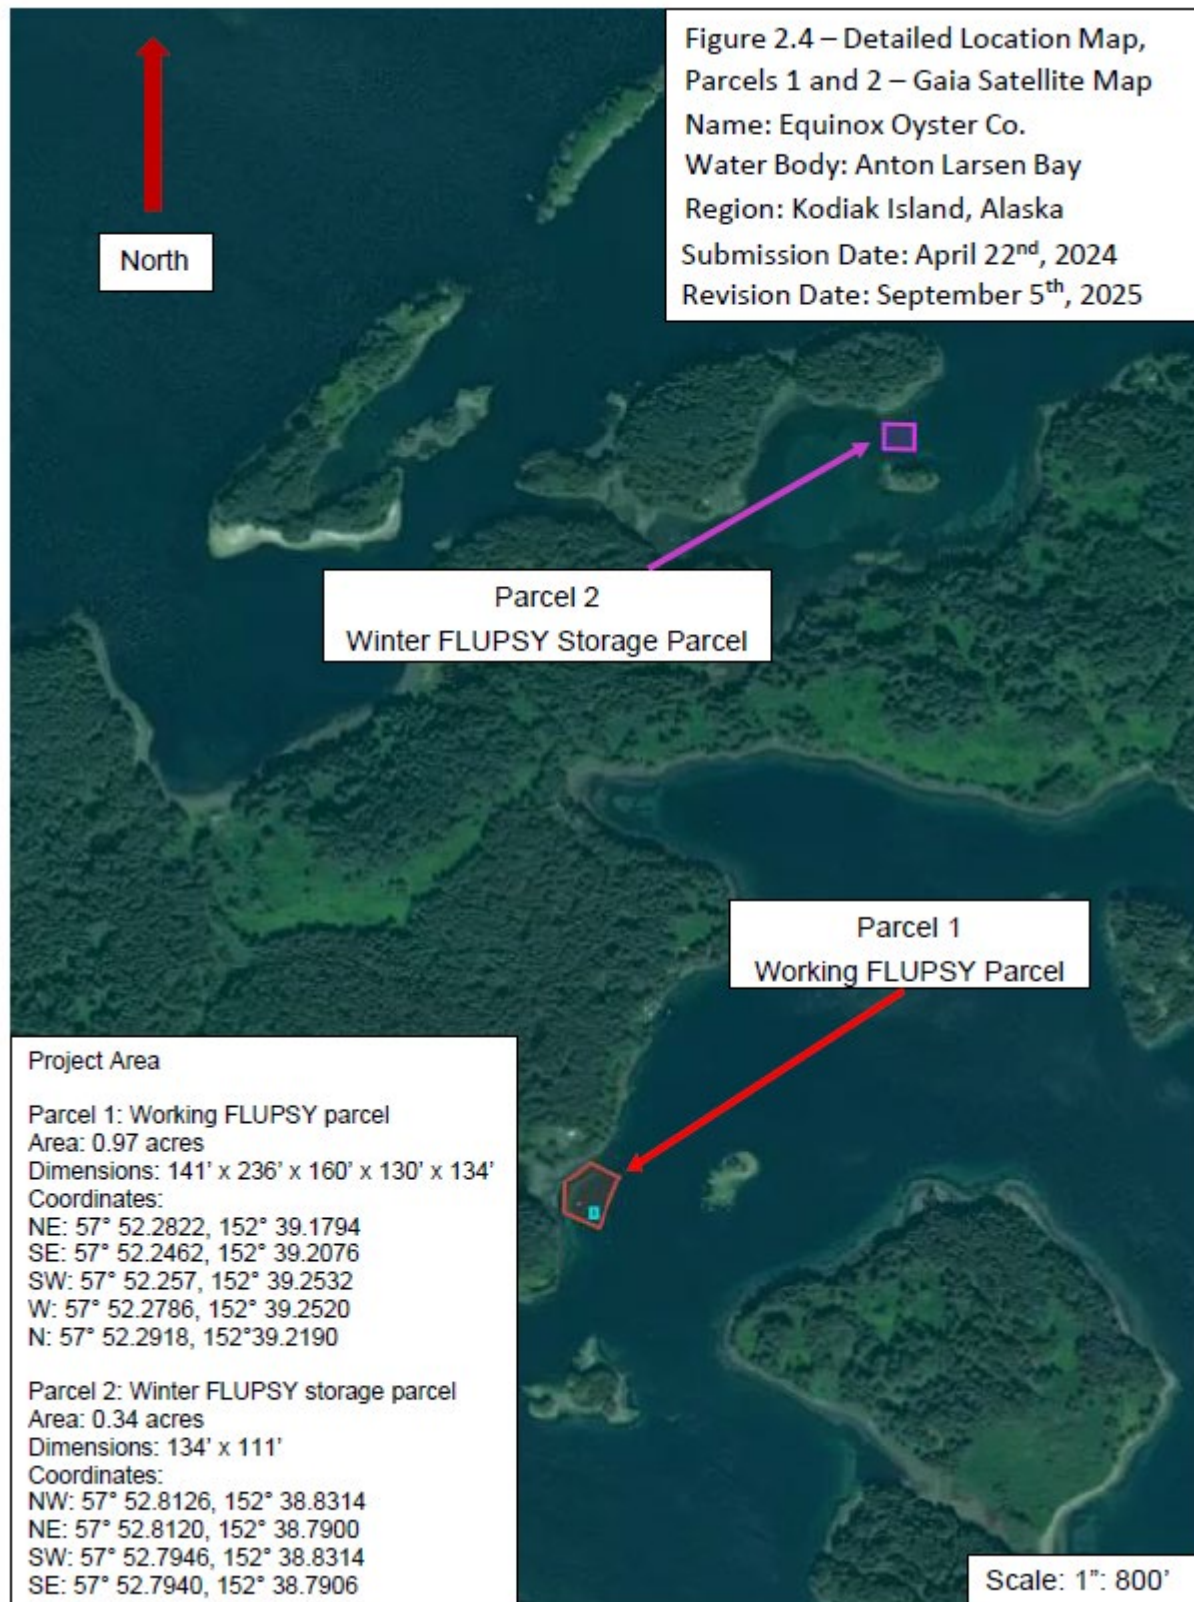 Figure 2.4 – Detailed Location Map,
Parcels 1 and 2 – Gaia Satellite Map
Name: Equinox Oyster Co.
Water Body: Anton Larsen Bay
Region: Kodiak Island, Alaska
Submission Date: April 22nd, 2024
Revision Date: September 5th, 2025
North
Parcel 2
Winter FLUPSY Storage Parcel
Parcel 1
Working FLUPSY Parcel
Project Area
Parcel 1: Working FLUPSY parcel
Area: 0.97 acres
Dimensions: 141' x 236' x 160' x 130' x 134'
Coordinates:
NE: 57° 52.2822, 152° 39.1794
SE: 57° 52.2462, 152° 39.2076
SW: 57° 52.257, 152° 39.2532
W: 57° 52.2786, 152° 39.2520
N: 57° 52.2918, 152°39.2190
Parcel 2: Winter FLUPSY storage parcel
Area: 0.34 acres
Dimensions: 134' x 111'
Coordinates:
NW: 57° 52.8126, 152° 38.8314
NE: 57° 52.8120, 152° 38.7900
SW: 57° 52.7946, 152° 38.8314
SE: 57° 52.7940, 152° 38.7906
Scale: 1”: 800’